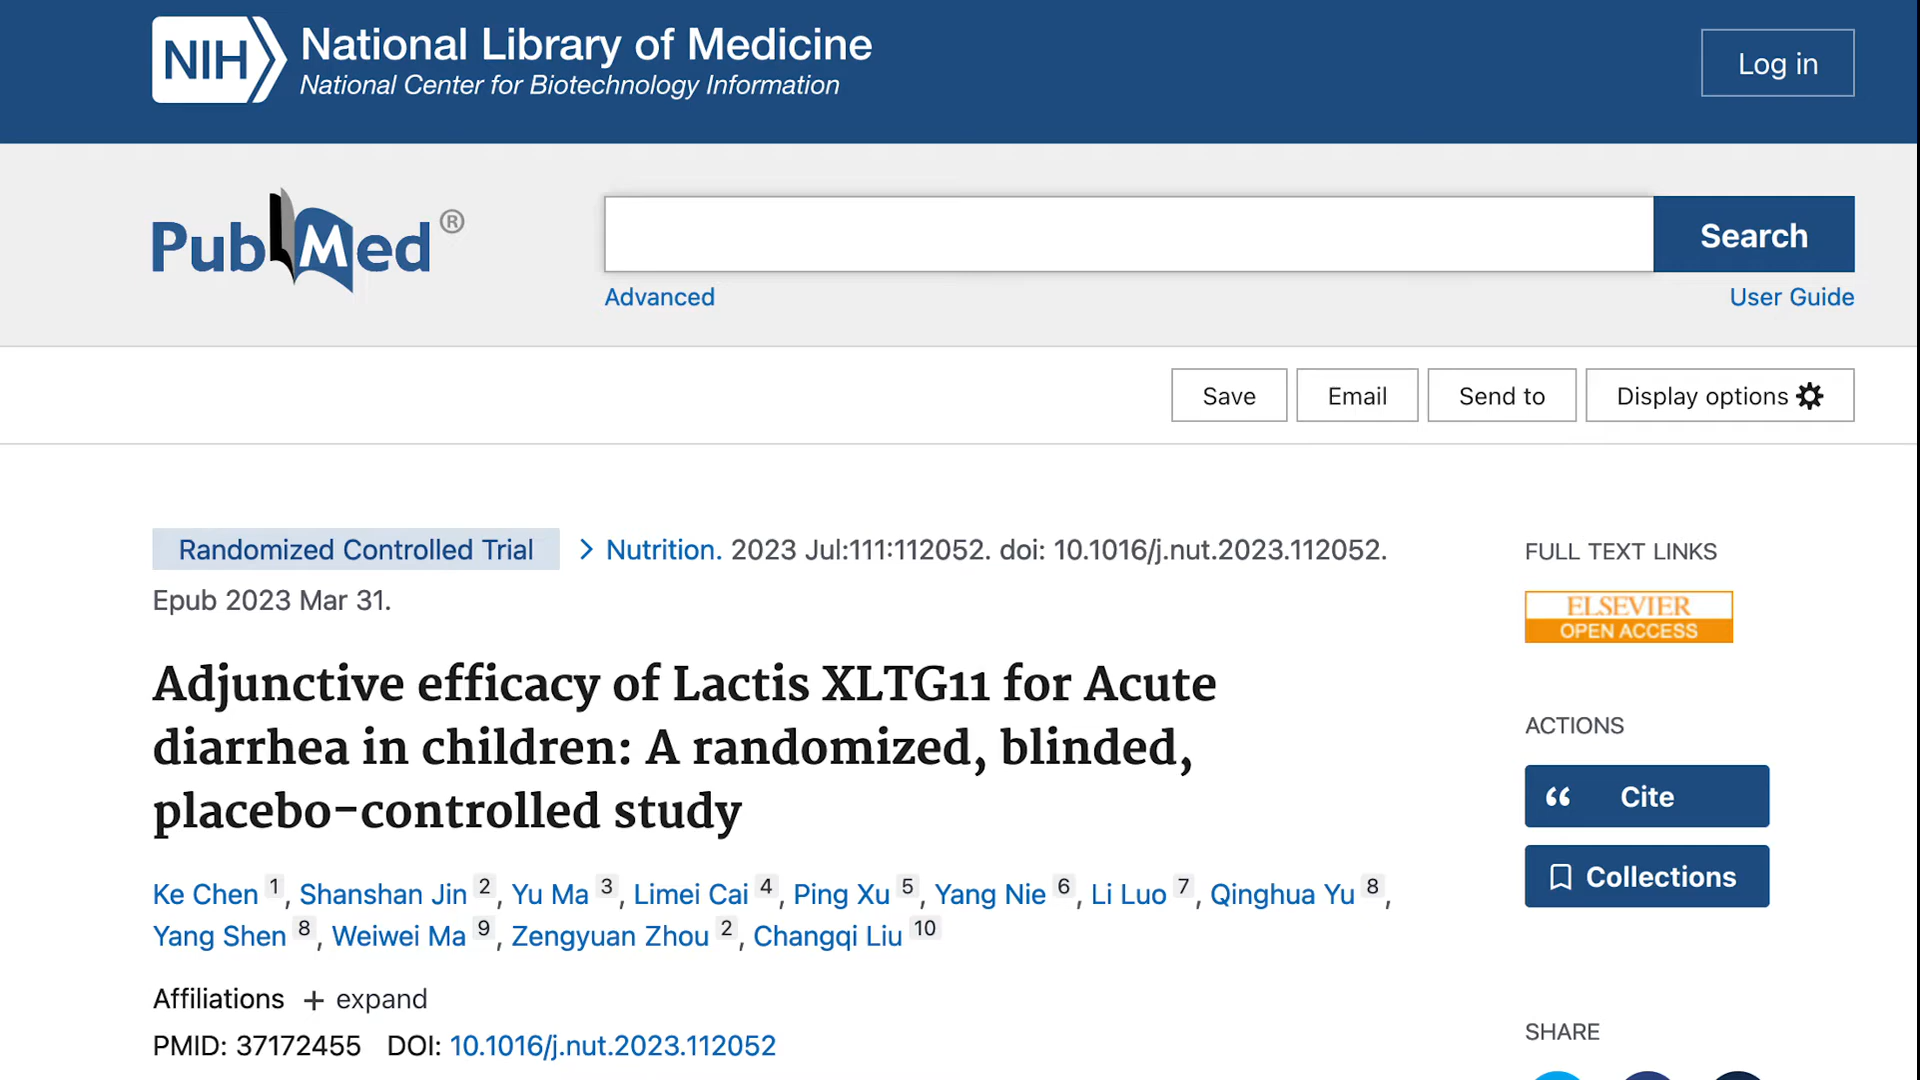 NIH National Library of Medicine
National Center for Biotechnology Information
Log in
PubMed®
Search
Advanced
User Guide
Save
Email
Send to
Display options
Randomized Controlled Trial
Nutrition. 2023 Jul:111:112052. doi: 10.1016/j.nut.2023.112052.
Epub 2023 Mar 31.
Adjunctive efficacy of Lactis XLTG11 for Acute
diarrhea in children: A randomized, blinded,
placebo-controlled study
Ke Chen 1, Shanshan Jin 2, Yu Ma 3, Limei Cai 4, Ping Xu 5, Yang Nie 6, Li Luo 7, Qinghua Yu 8,
Yang Shen 8, Weiwei Ma 9, Zengyuan Zhou 2, Changqi Liu 10
Affiliations + expand
PMID: 37172455 DOI: 10.1016/j.nut.2023.112052
FULL TEXT LINKS
ELSEVIER
OPEN ACCESS
ACTIONS
“ Cite
Collections
SHARE